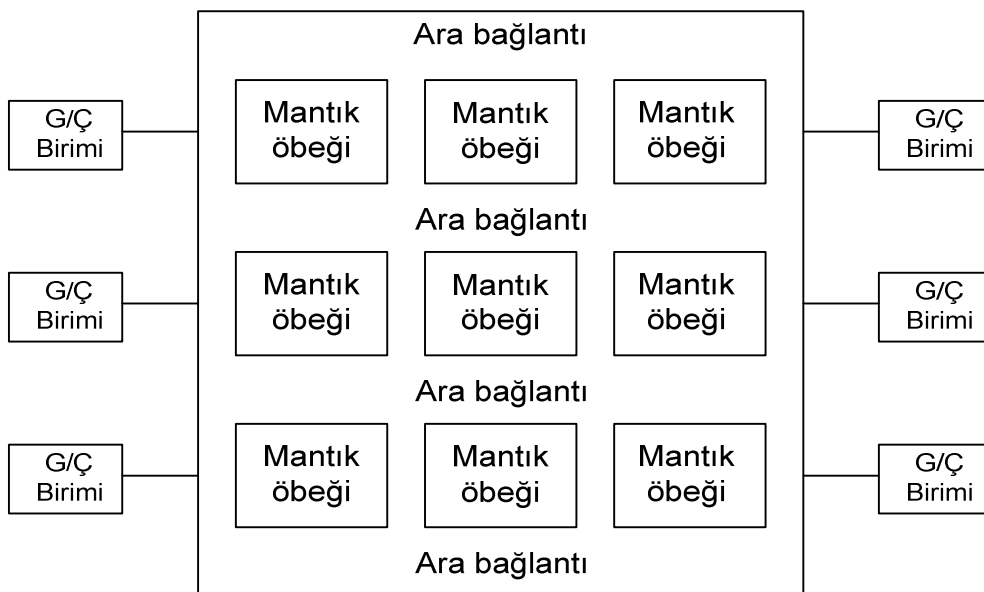 Ara bağlantı
G/Ç
Birimi
Mantık
öbeği
Mantık
öbeği
Mantık
öbeği
G/Ç
Birimi
Ara bağlantı
G/Ç
Birimi
Mantık
öbeği
Mantık
öbeği
Mantık
öbeği
G/Ç
Birimi
Ara bağlantı
G/Ç
Birimi
Mantık
öbeği
Mantık
öbeği
Mantık
öbeği
G/Ç
Birimi
Ara bağlantı